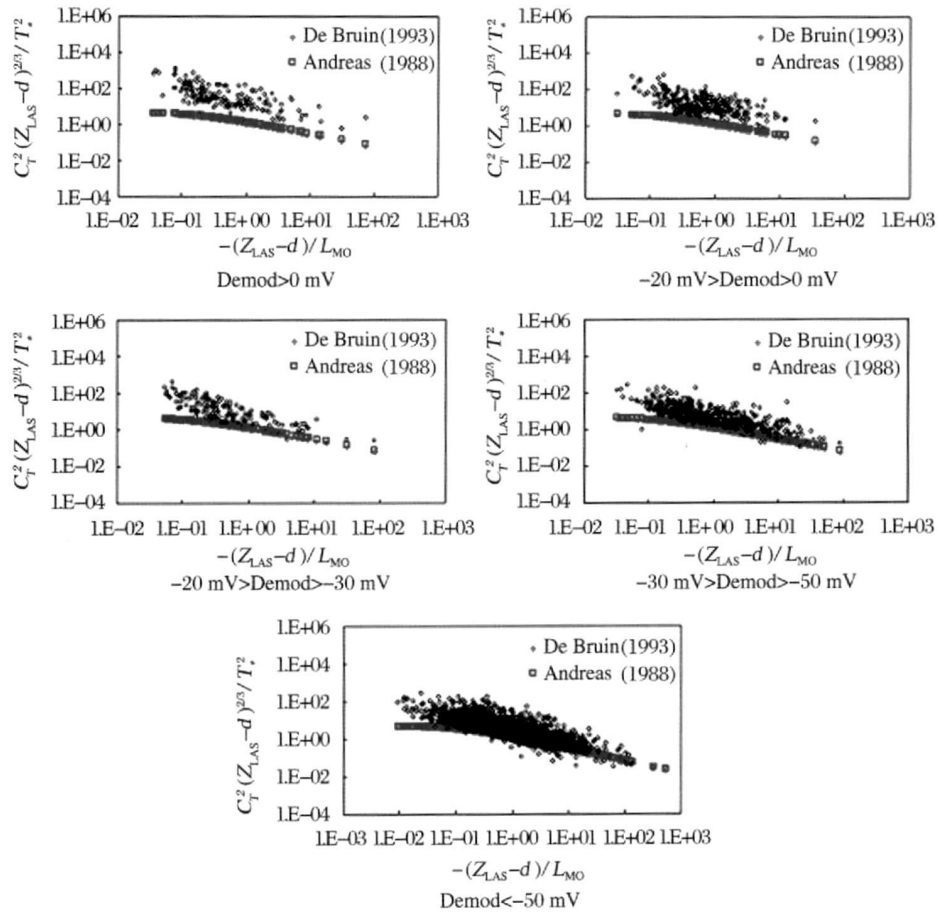 1.E+06
De Bruin(1993)
Andreas (1988)
1.E+04
1.E+02
1.E+00
1.E−02
1.E−04
C_T^2 (Z_LAS−d)^2/3/T_*^2
1.E−02 1.E−01 1.E+00 1.E+01 1.E+02 1.E+03
−(Z_LAS−d)/L_MO
Demod>0 mV
1.E+06
De Bruin(1993)
Andreas (1988)
1.E+04
1.E+02
1.E+00
1.E−02
1.E−04
C_T^2 (Z_LAS−d)^2/3/T_*^2
1.E−02 1.E−01 1.E+00 1.E+01 1.E+02 1.E+03
−(Z_LAS−d)/L_MO
−20 mV>Demod>0 mV
1.E+06
De Bruin(1993)
Andreas (1988)
1.E+04
1.E+02
1.E+00
1.E−02
1.E−04
C_T^2 (Z_LAS−d)^2/3/T_*^2
1.E−02 1.E−01 1.E+00 1.E+01 1.E+02 1.E+03
−(Z_LAS−d)/L_MO
−20 mV>Demod>−30 mV
1.E+06
De Bruin(1993)
Andreas (1988)
1.E+04
1.E+02
1.E+00
1.E−02
1.E−04
C_T^2 (Z_LAS−d)^2/3/T_*^2
1.E−02 1.E−01 1.E+00 1.E+01 1.E+02 1.E+03
−(Z_LAS−d)/L_MO
−30 mV>Demod>−50 mV
1.E+06
De Bruin(1993)
Andreas (1988)
1.E+04
1.E+02
1.E+00
1.E−02
1.E−04
C_T^2 (Z_LAS−d)^2/3/T_*^2
1.E−03 1.E−02 1.E−01 1.E+00 1.E+01 1.E+02 1.E+03
−(Z_LAS−d)/L_MO
Demod<−50 mV